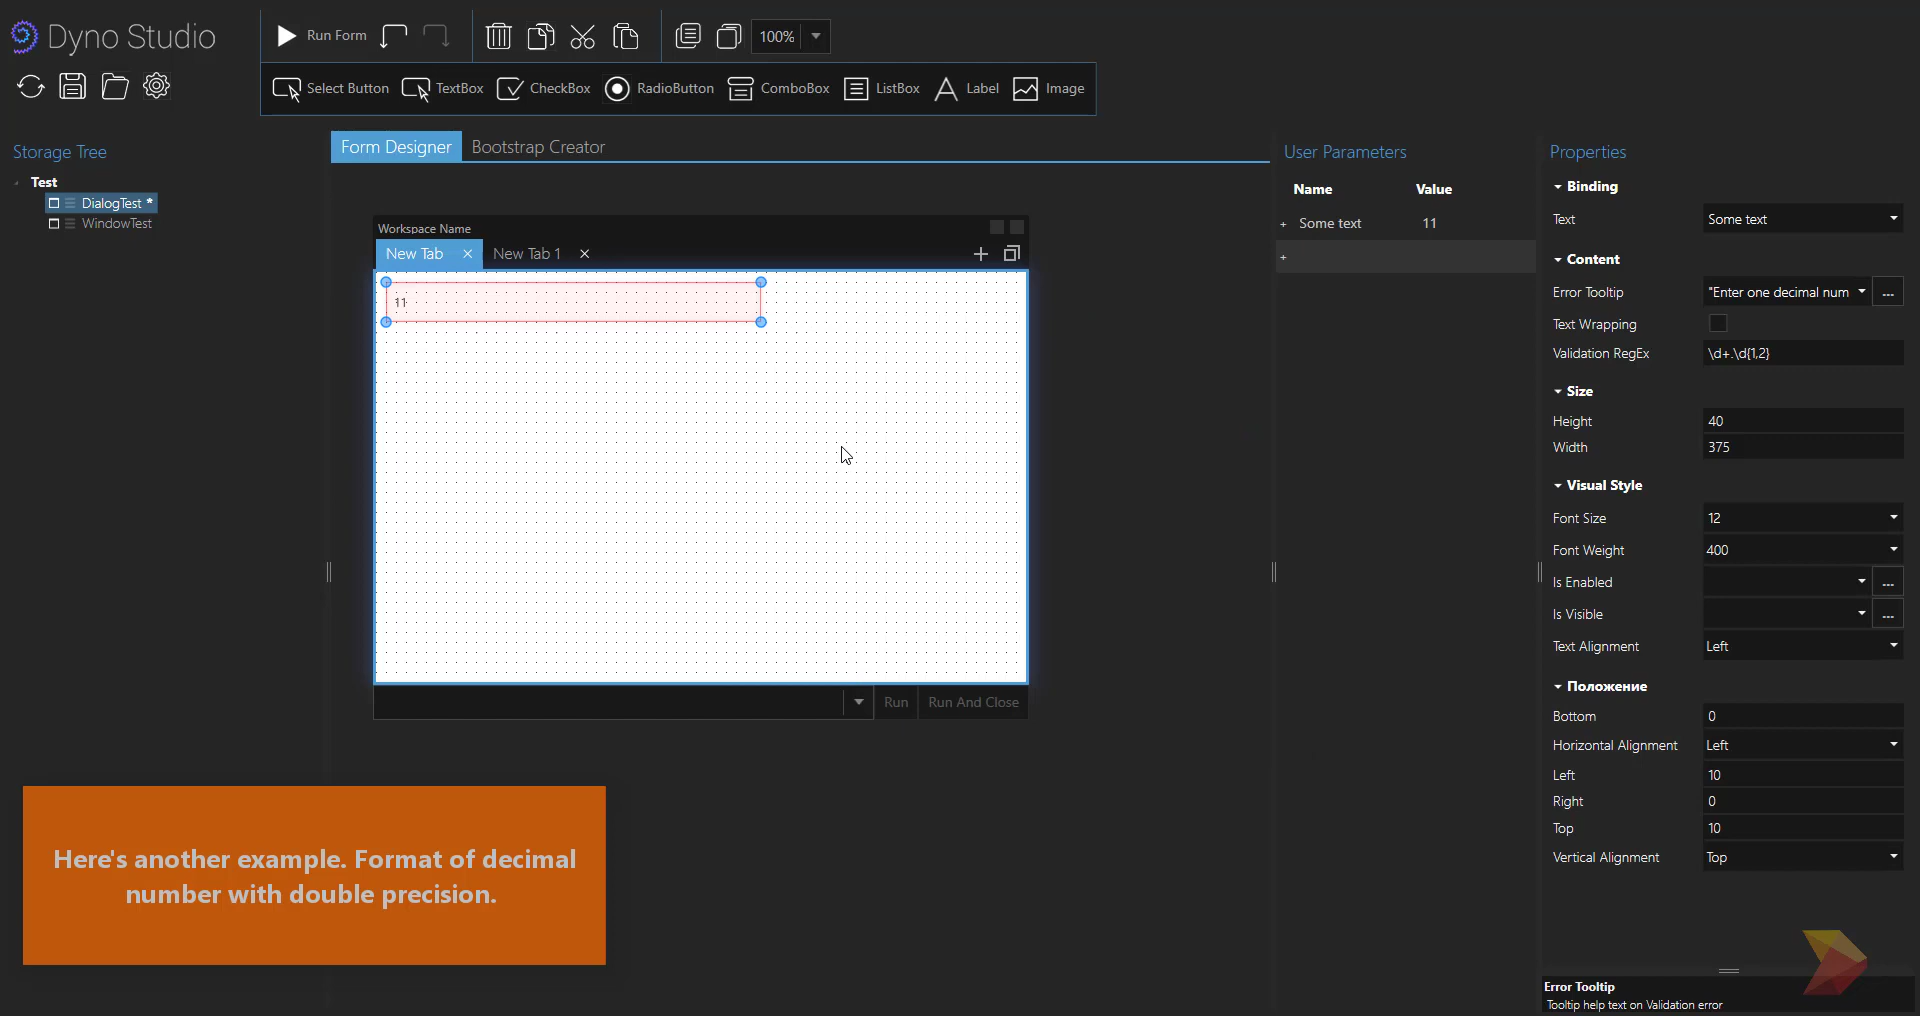 Dyno Studio
Run Form
100%
Select Button
TextBox
CheckBox
RadioButton
ComboBox
ListBox
Label
Image
Storage Tree
Test
DialogTest *
WindowTest
Form Designer
Bootstrap Creator
Workspace Name
New Tab
New Tab 1
11
Run
Run And Close
User Parameters
Name Value
+ Some text 11
+
Properties
Binding
Text Some text
Content
Error Tooltip "Enter one decimal num ...
Text Wrapping
Validation RegEx \d+.\d{1,2}
Size
Height 40
Width 375
Visual Style
Font Size 12
Font Weight 400
Is Enabled ...
Is Visible ...
Text Alignment Left
Положение
Bottom 0
Horizontal Alignment Left
Left 10
Right 0
Top 10
Vertical Alignment Top
Error Tooltip
Tooltip help text on Validation error
Here's another example. Format of decimal
number with double precision.